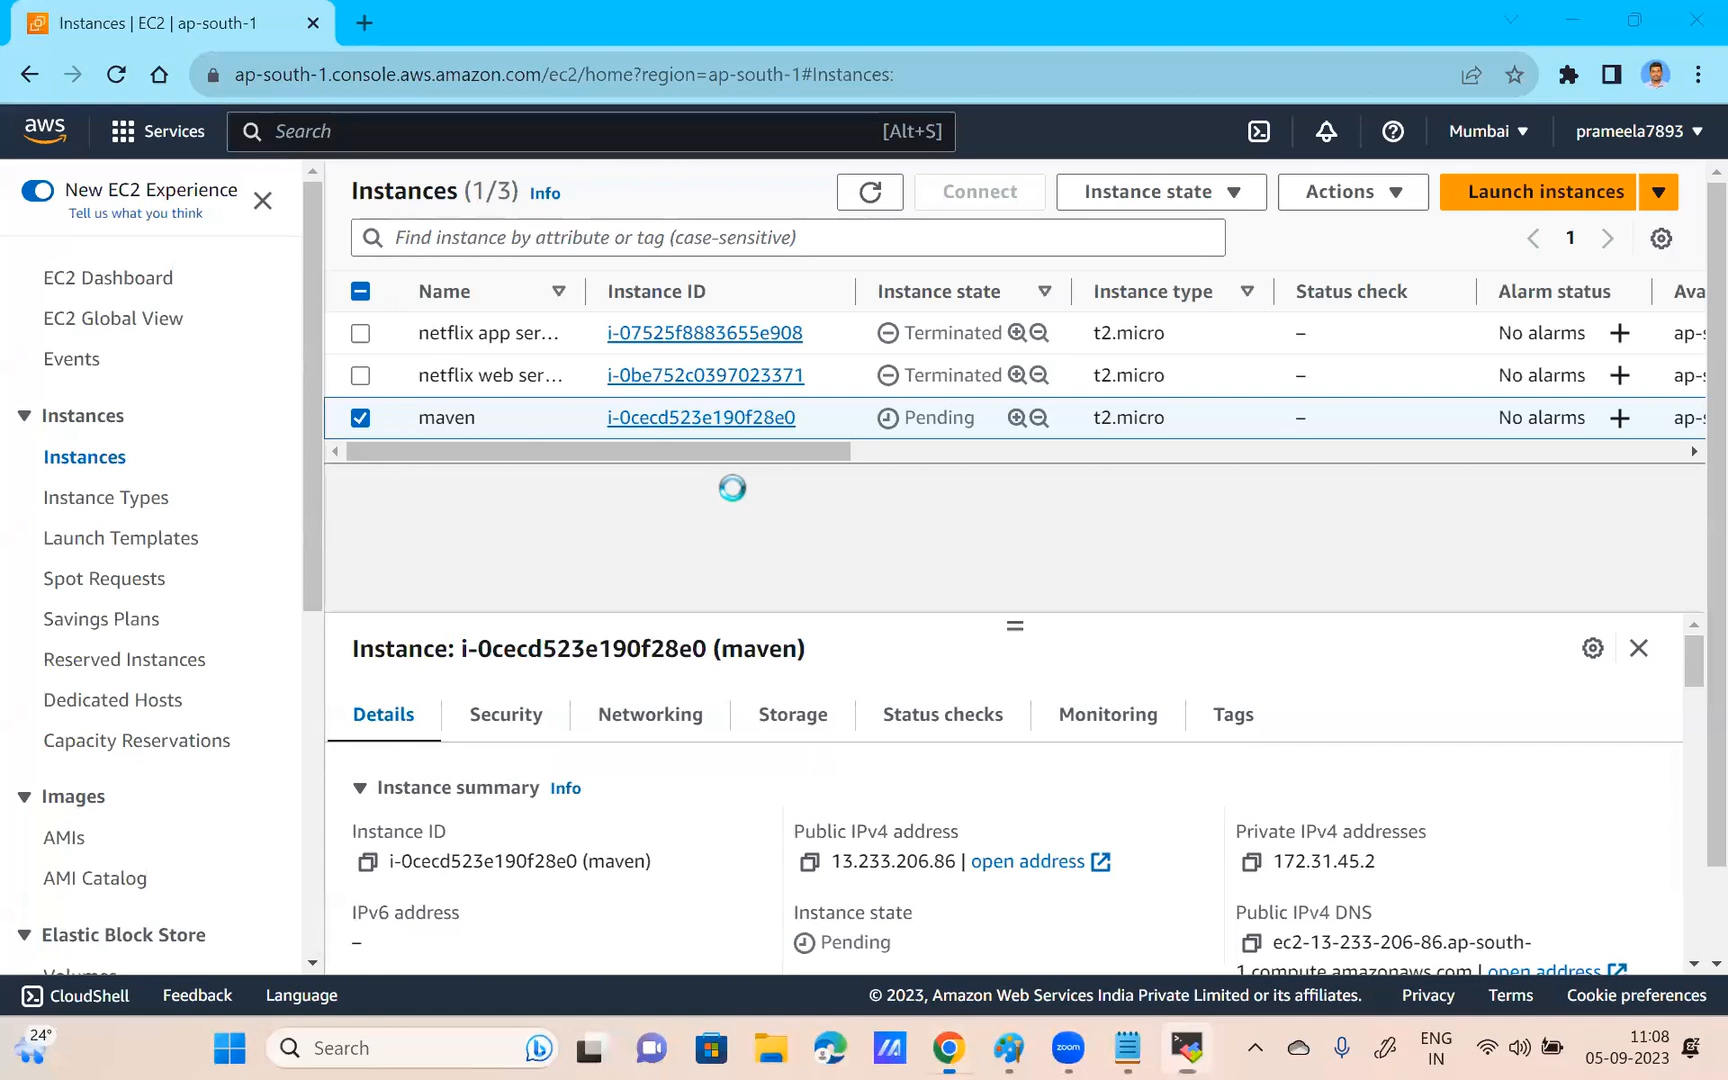 Instances | EC2 | ap-south-1
ap-south-1.console.aws.amazon.com/ec2/home?region=ap-south-1#Instances:
aws
Services
Search
[Alt+S]
Mumbai
prameela7893
New EC2 Experience
Tell us what you think
EC2 Dashboard
EC2 Global View
Events
Instances
Instances
Instance Types
Launch Templates
Spot Requests
Savings Plans
Reserved Instances
Dedicated Hosts
Capacity Reservations
Images
AMIs
AMI Catalog
Elastic Block Store
Instances (1/3) Info
Connect
Instance state
Actions
Launch instances
Find instance by attribute or tag (case-sensitive)
1
Name Instance ID Instance state Instance type Status check Alarm status Ava
netflix app ser... i-07525f8883655e908 Terminated t2.micro – No alarms + ap-s
netflix web ser... i-0be752c0397023371 Terminated t2.micro – No alarms + ap-s
maven i-0cecd523e190f28e0 Pending t2.micro – No alarms + ap-s
Instance: i-0cecd523e190f28e0 (maven)
Details Security Networking Storage Status checks Monitoring Tags
Instance summary Info
Instance ID
i-0cecd523e190f28e0 (maven)
Public IPv4 address
13.233.206.86 | open address
Private IPv4 addresses
172.31.45.2
IPv6 address
–
Instance state
Pending
Public IPv4 DNS
ec2-13-233-206-86.ap-south-
1.compute.amazonaws.com | open address
CloudShell Feedback Language
© 2023, Amazon Web Services India Private Limited or its affiliates. Privacy Terms Cookie preferences
24°
Search
zoom
ENG
IN
11:08
05-09-2023